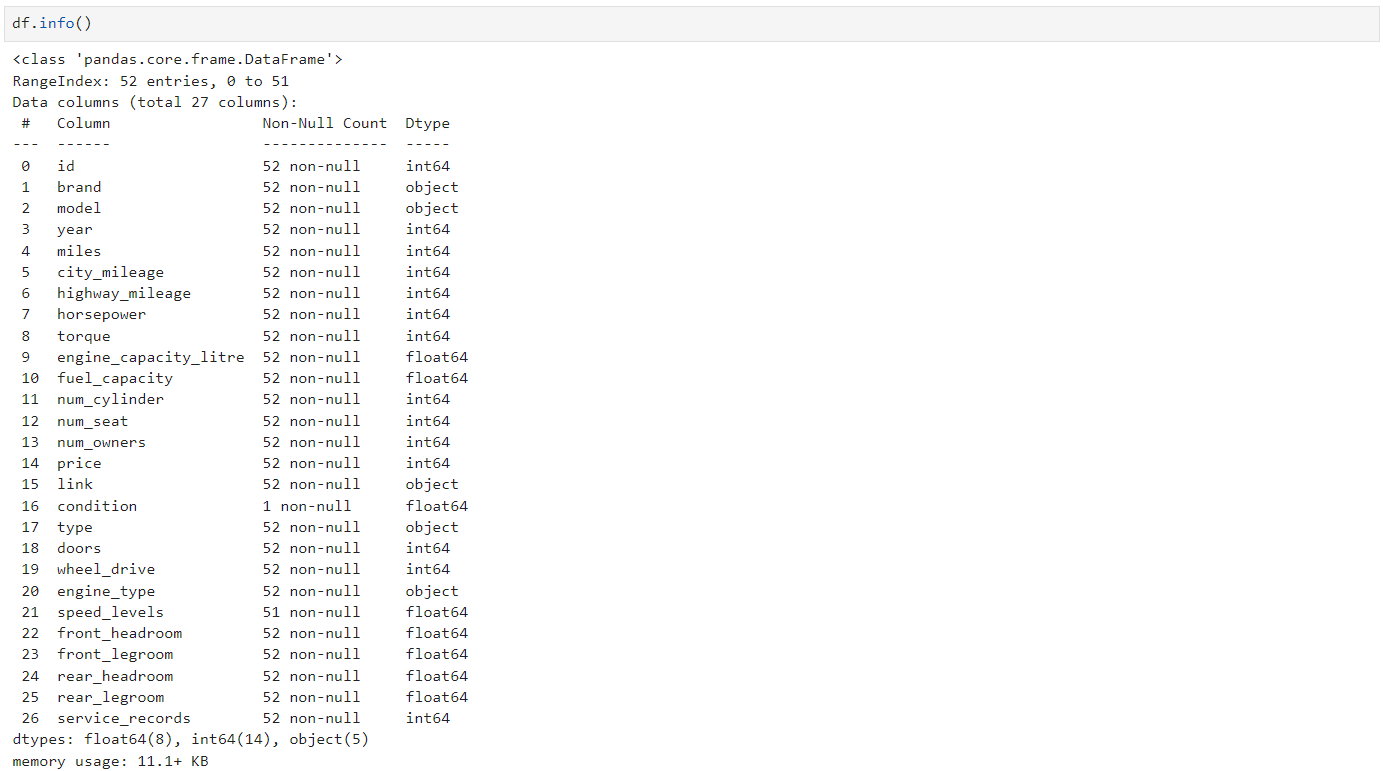 df.info()
<class 'pandas.core.frame.DataFrame'>
RangeIndex: 52 entries, 0 to 51
Data columns (total 27 columns):
 #   Column                 Non-Null Count  Dtype
---  ------                 --------------  -----
 0   id                     52 non-null     int64
 1   brand                  52 non-null     object
 2   model                  52 non-null     object
 3   year                   52 non-null     int64
 4   miles                  52 non-null     int64
 5   city_mileage           52 non-null     int64
 6   highway_mileage        52 non-null     int64
 7   horsepower             52 non-null     int64
 8   torque                 52 non-null     int64
 9   engine_capacity_litre  52 non-null     float64
 10  fuel_capacity          52 non-null     float64
 11  num_cylinder           52 non-null     int64
 12  num_seat               52 non-null     int64
 13  num_owners             52 non-null     int64
 14  price                  52 non-null     int64
 15  link                   52 non-null     object
 16  condition              1 non-null      float64
 17  type                   52 non-null     object
 18  doors                  52 non-null     int64
 19  wheel_drive            52 non-null     int64
 20  engine_type            52 non-null     object
 21  speed_levels           51 non-null     float64
 22  front_headroom         52 non-null     float64
 23  front_legroom          52 non-null     float64
 24  rear_headroom          52 non-null     float64
 25  rear_legroom           52 non-null     float64
 26  service_records        52 non-null     int64
dtypes: float64(8), int64(14), object(5)
memory usage: 11.1+ KB